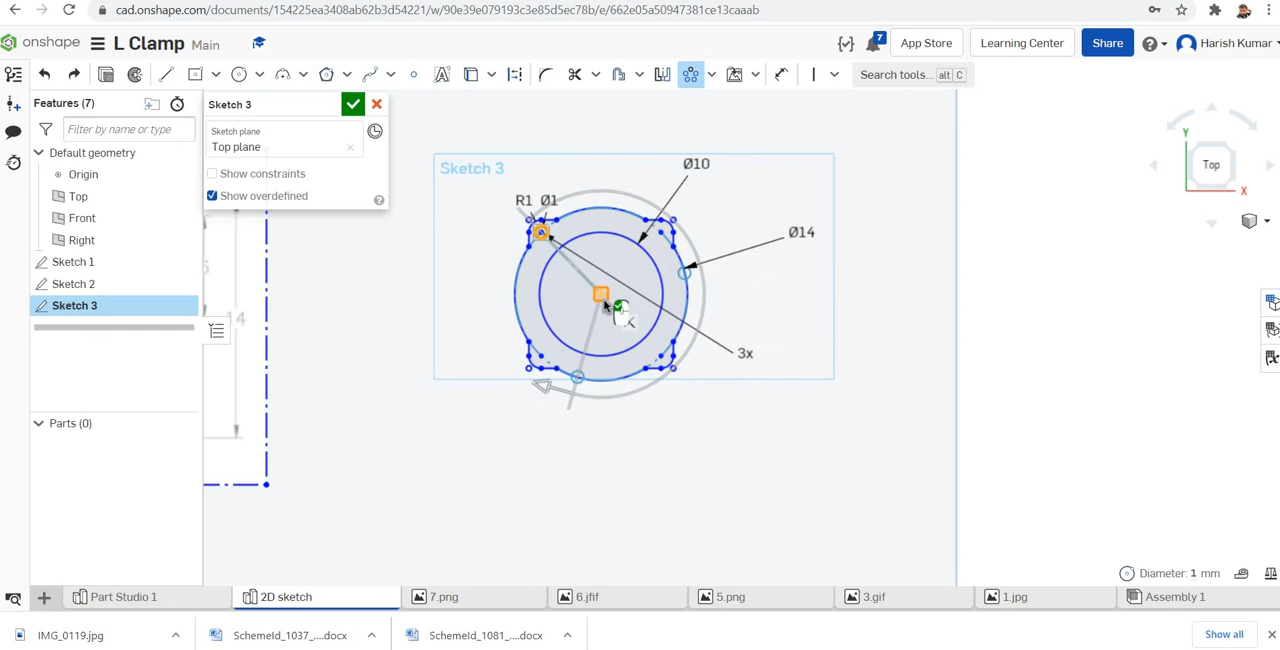 cad.onshape.com/documents/154225ea3408ab62b3d54221/w/90e39e079193e3e85d5ec78b/e/662e05a50947381ce13caaab
onshape L Clamp Main 7 App Store Learning Center Share Harish Kumar
Search tools... alt C
Features (7)
Filter by name or type
Default geometry
Origin
Top
Front
Right
Sketch 1
Sketch 2
Sketch 3
Parts (0)
Sketch 3
Sketch plane
Top plane
Show constraints
Show overdefined
Sketch 3
Ø10
R1 Ø1
Ø14
3x
Y
Top
X
Diameter: 1 mm
Part Studio 1 2D sketch 7.png 6.jfif 5.png 3.gif 1.jpg Assembly 1
IMG_0119.jpg SchemeId_1037_....docx SchemeId_1081_....docx Show all